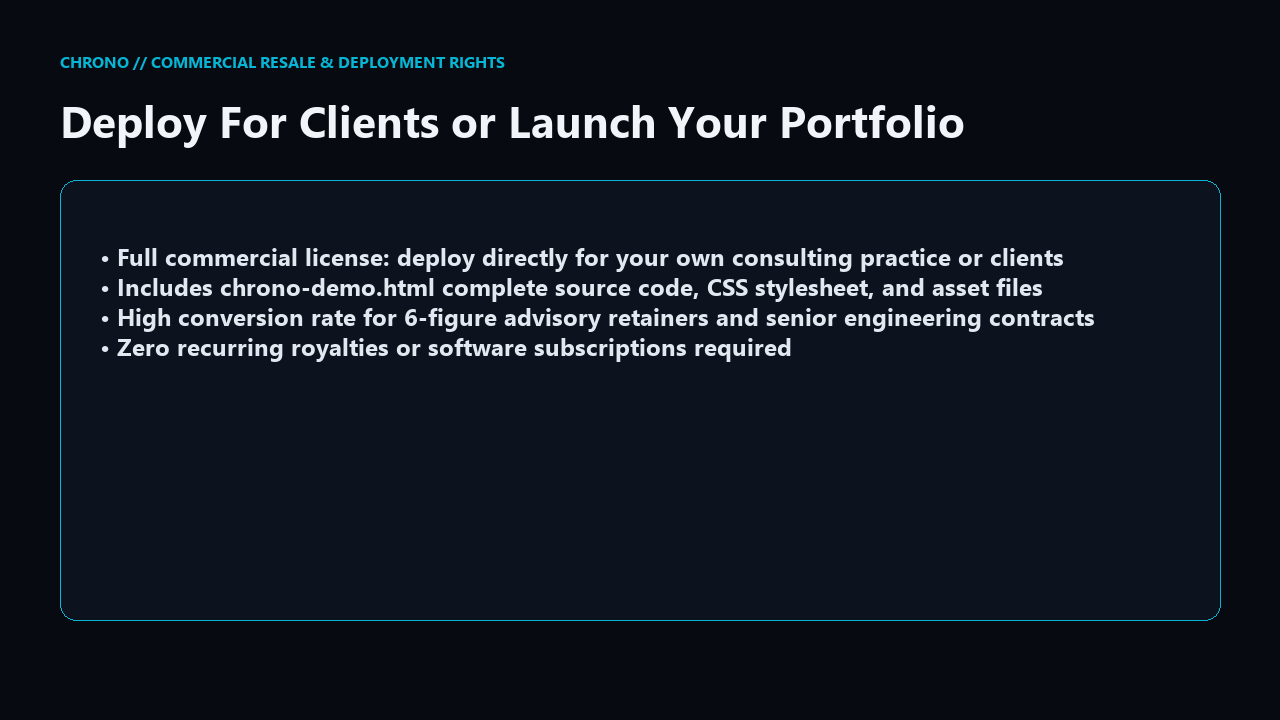 CHRONO // COMMERCIAL RESALE & DEPLOYMENT RIGHTS
Deploy For Clients or Launch Your Portfolio
• Full commercial license: deploy directly for your own consulting practice or clients
• Includes chrono-demo.html complete source code, CSS stylesheet, and asset files
• High conversion rate for 6-figure advisory retainers and senior engineering contracts
• Zero recurring royalties or software subscriptions required